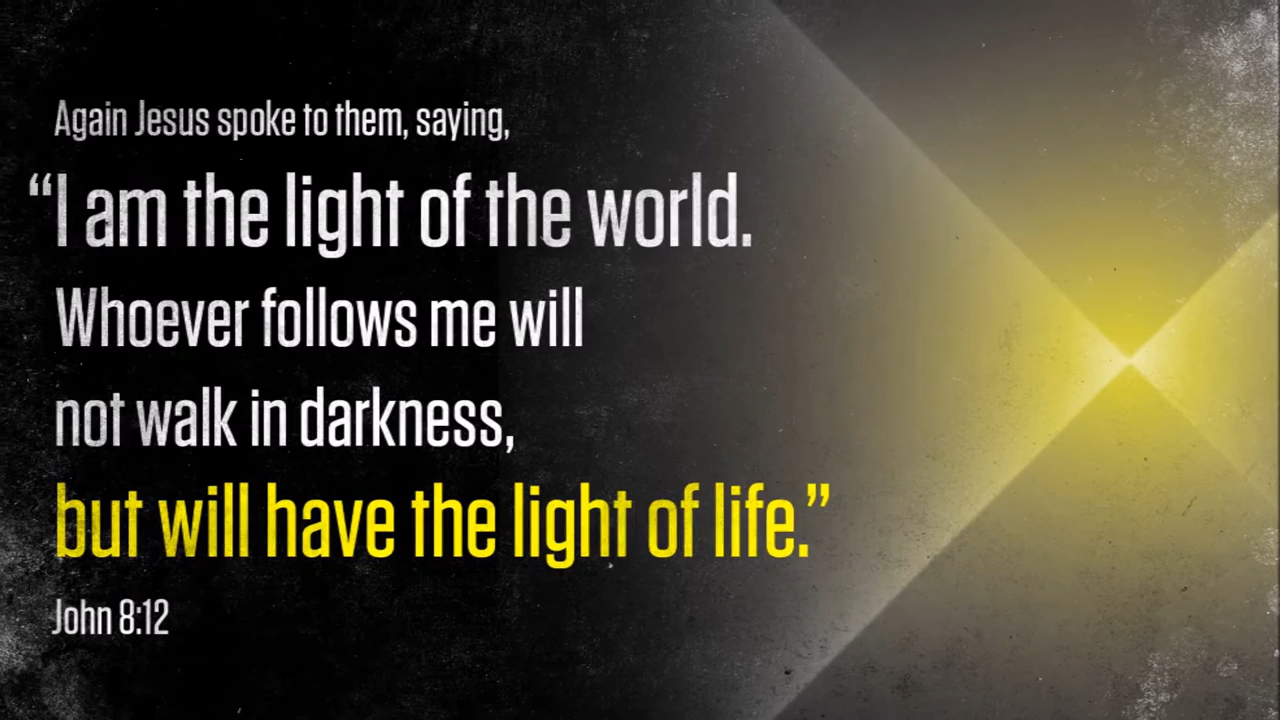 Again Jesus spoke to them, saying,
“I am the light of the world.
Whoever follows me will
not walk in darkness,
but will have the light of life.”
John 8:12